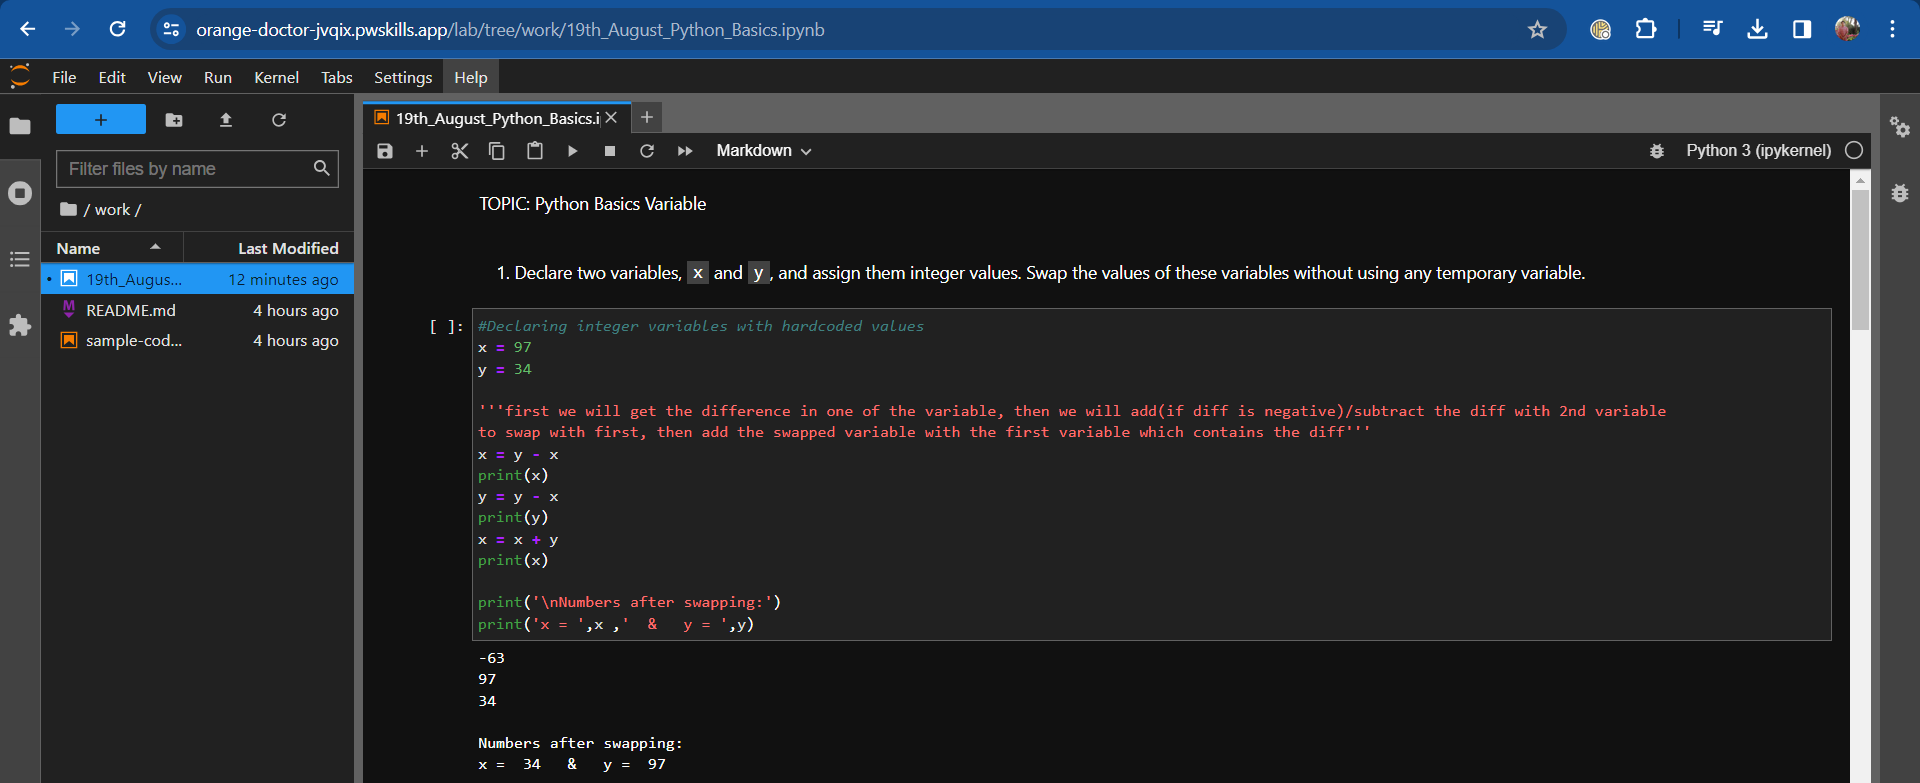 orange-doctor-jvqix.pwskills.app/lab/tree/work/19th_August_Python_Basics.ipynb
File Edit View Run Kernel Tabs Settings Help
+
Filter files by name
/ work /
Name Last Modified
19th_Augus... 12 minutes ago
README.md 4 hours ago
sample-cod... 4 hours ago
19th_August_Python_Basics.i
Markdown
Python 3 (ipykernel)
TOPIC: Python Basics Variable
1. Declare two variables, x and y, and assign them integer values. Swap the values of these variables without using any temporary variable.
[ ]:
#Declaring integer variables with hardcoded values
x = 97
y = 34
'''first we will get the difference in one of the variable, then we will add(if diff is negative)/subtract the diff with 2nd variable
to swap with first, then add the swapped variable with the first variable which contains the diff'''
x = y - x
print(x)
y = y - x
print(y)
x = x + y
print(x)
print('\nNumbers after swapping:')
print('x = ',x ,'  &   y = ',y)
-63
97
34
Numbers after swapping:
x =  34   &   y =  97